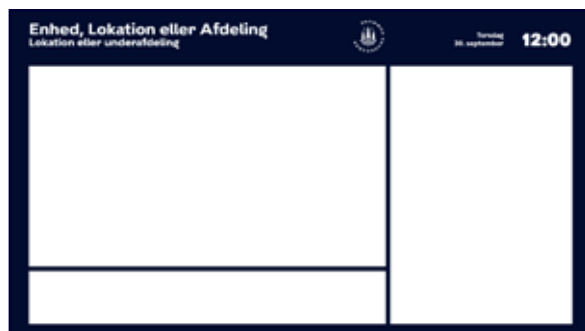 Enhed, Lokation eller Afdeling
Lokation eller underafdeling
Torsdag
30. september
12:00